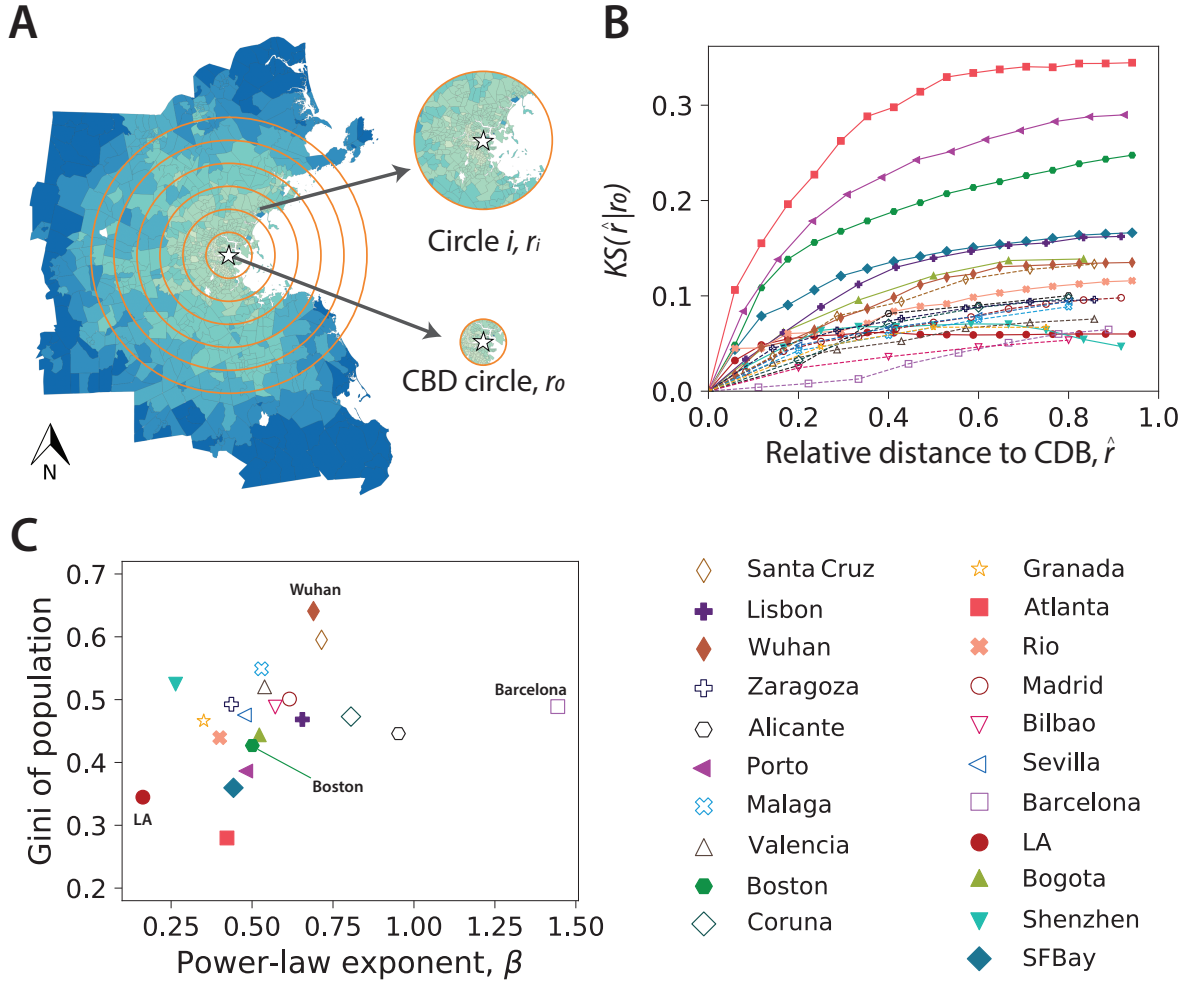 A
Circle i, ri
CBD circle, r0
N
B
KS(r̂|r0)
0.3
0.2
0.1
0.0
0.0 0.2 0.4 0.6 0.8 1.0
Relative distance to CDB, r̂
C
Gini of population
0.7
0.6
0.5
0.4
0.3
0.2
Wuhan
Barcelona
Boston
LA
0.25 0.50 0.75 1.00 1.25 1.50
Power-law exponent, β
Santa Cruz
Lisbon
Wuhan
Zaragoza
Alicante
Porto
Malaga
Valencia
Boston
Coruna
Granada
Atlanta
Rio
Madrid
Bilbao
Sevilla
Barcelona
LA
Bogota
Shenzhen
SFBay